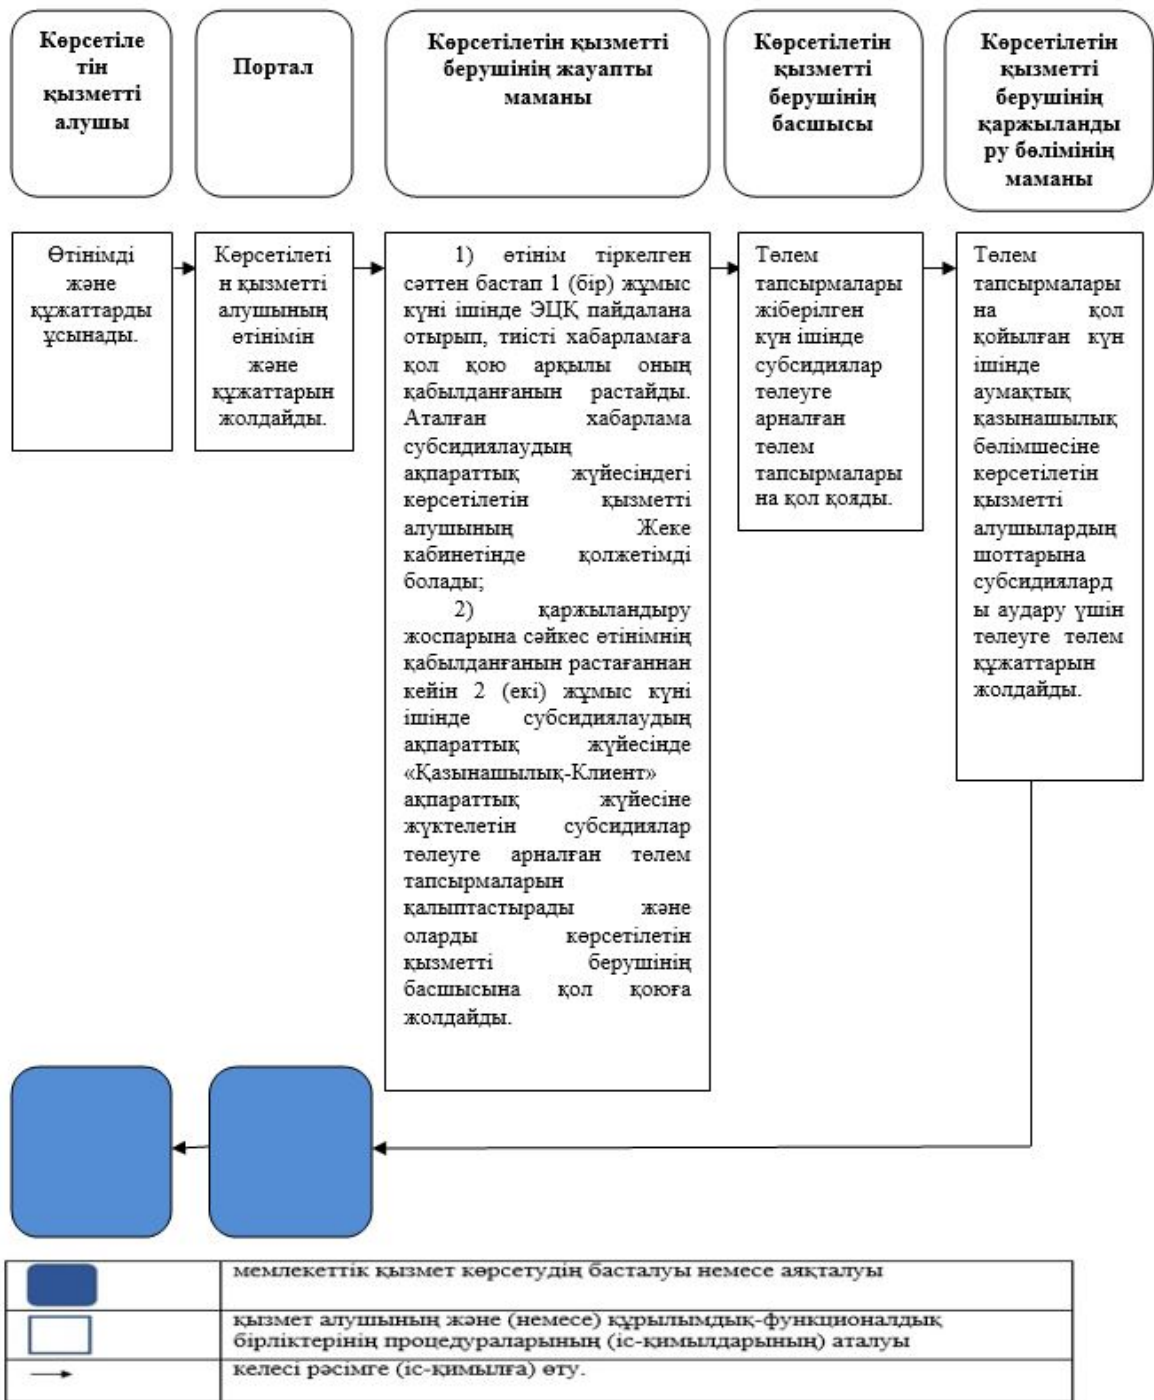 Көрсетіле
тін
қызметті
алушы
Портал
Көрсетілетін қызметті
берушінің жауапты
маманы
Көрсетілетін
қызметті
берушінің
басшысы
Көрсетілетін
қызметті
берушінің
қаржыланды
ру бөлімінің
маманы
Өтінімді
және
құжаттарды
ұсынады.
Көрсетілеті
н қызметті
алушының
өтінімін
және
құжаттарын
жолдайды.
1) өтінім тіркелген
сәттен бастап 1 (бір) жұмыс
күні ішінде ЭЦҚ пайдалана
отырып, тиісті хабарламаға
қол қою арқылы оның
қабылданғанын растайды.
Аталған хабарлама
субсидиялаудың
ақпараттық жүйесіндегі
көрсетілетін қызметті
алушының Жеке
кабинетінде қолжетімді
болады;
2) қаржыландыру
жоспарына сәйкес өтінімнің
қабылданғанын растағаннан
кейін 2 (екі) жұмыс күні
ішінде субсидиялаудың
ақпараттық жүйесінде
«Қазынашылық-Клиент»
ақпараттық жүйесіне
жүктелетін субсидиялар
төлеуге арналған төлем
тапсырмаларын
қалыптастырады және
оларды көрсетілетін
қызметті берушінің
басшысына қол қоюға
жолдайды.
Төлем
тапсырмалары
жіберілген
күн ішінде
субсидиялар
төлеуге
арналған
төлем
тапсырмалары
на қол қояды.
Төлем
тапсырмалары
на қол
қойылған күн
ішінде
аумақтық
қазынашылық
бөлімшесіне
көрсетілетін
қызметті
алушылардың
шоттарына
субсидиялард
ы аудару үшін
төлеуге төлем
құжаттарын
жолдайды.
мемлекеттік қызмет көрсетудің басталуы немесе аяқталуы
қызмет алушының және (немесе) құрылымдық-функционалдық
бірліктерінің процедураларының (іс-қимылдарының) аталуы
келесі рәсімге (іс-қимылға) өту.